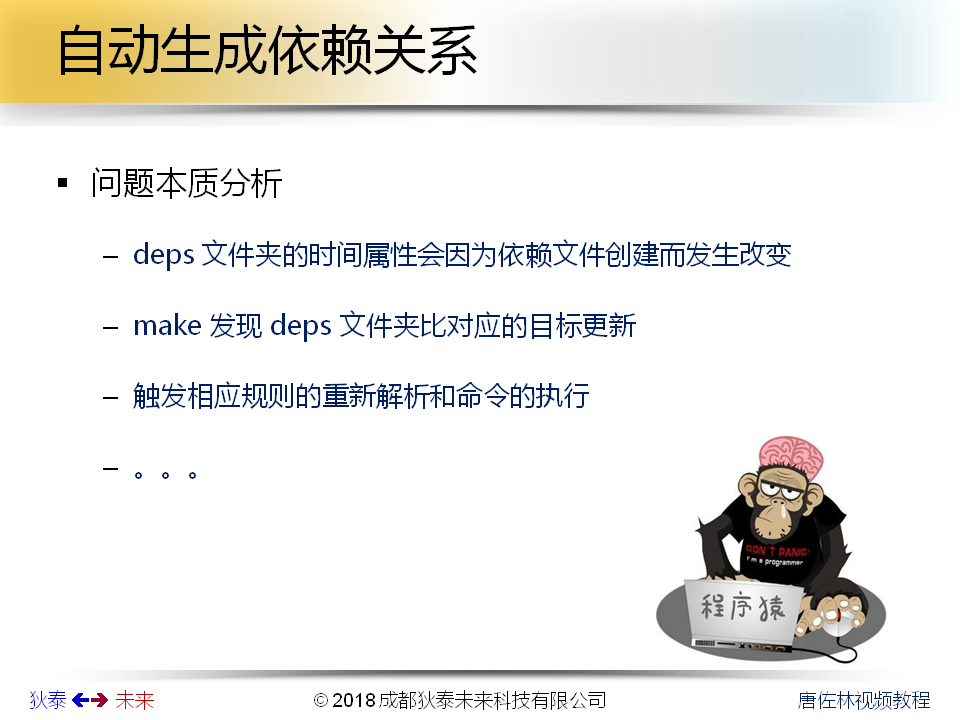 自动生成依赖关系
▪ 问题本质分析
– deps 文件夹的时间属性会因为依赖文件创建而发生改变
– make 发现 deps 文件夹比对应的目标更新
– 触发相应规则的重新解析和命令的执行
– 。。。
DON'T PANIC!
I'm a programmer
程序猿
狄泰 未来
© 2018 成都狄泰未来科技有限公司
唐佐林视频教程